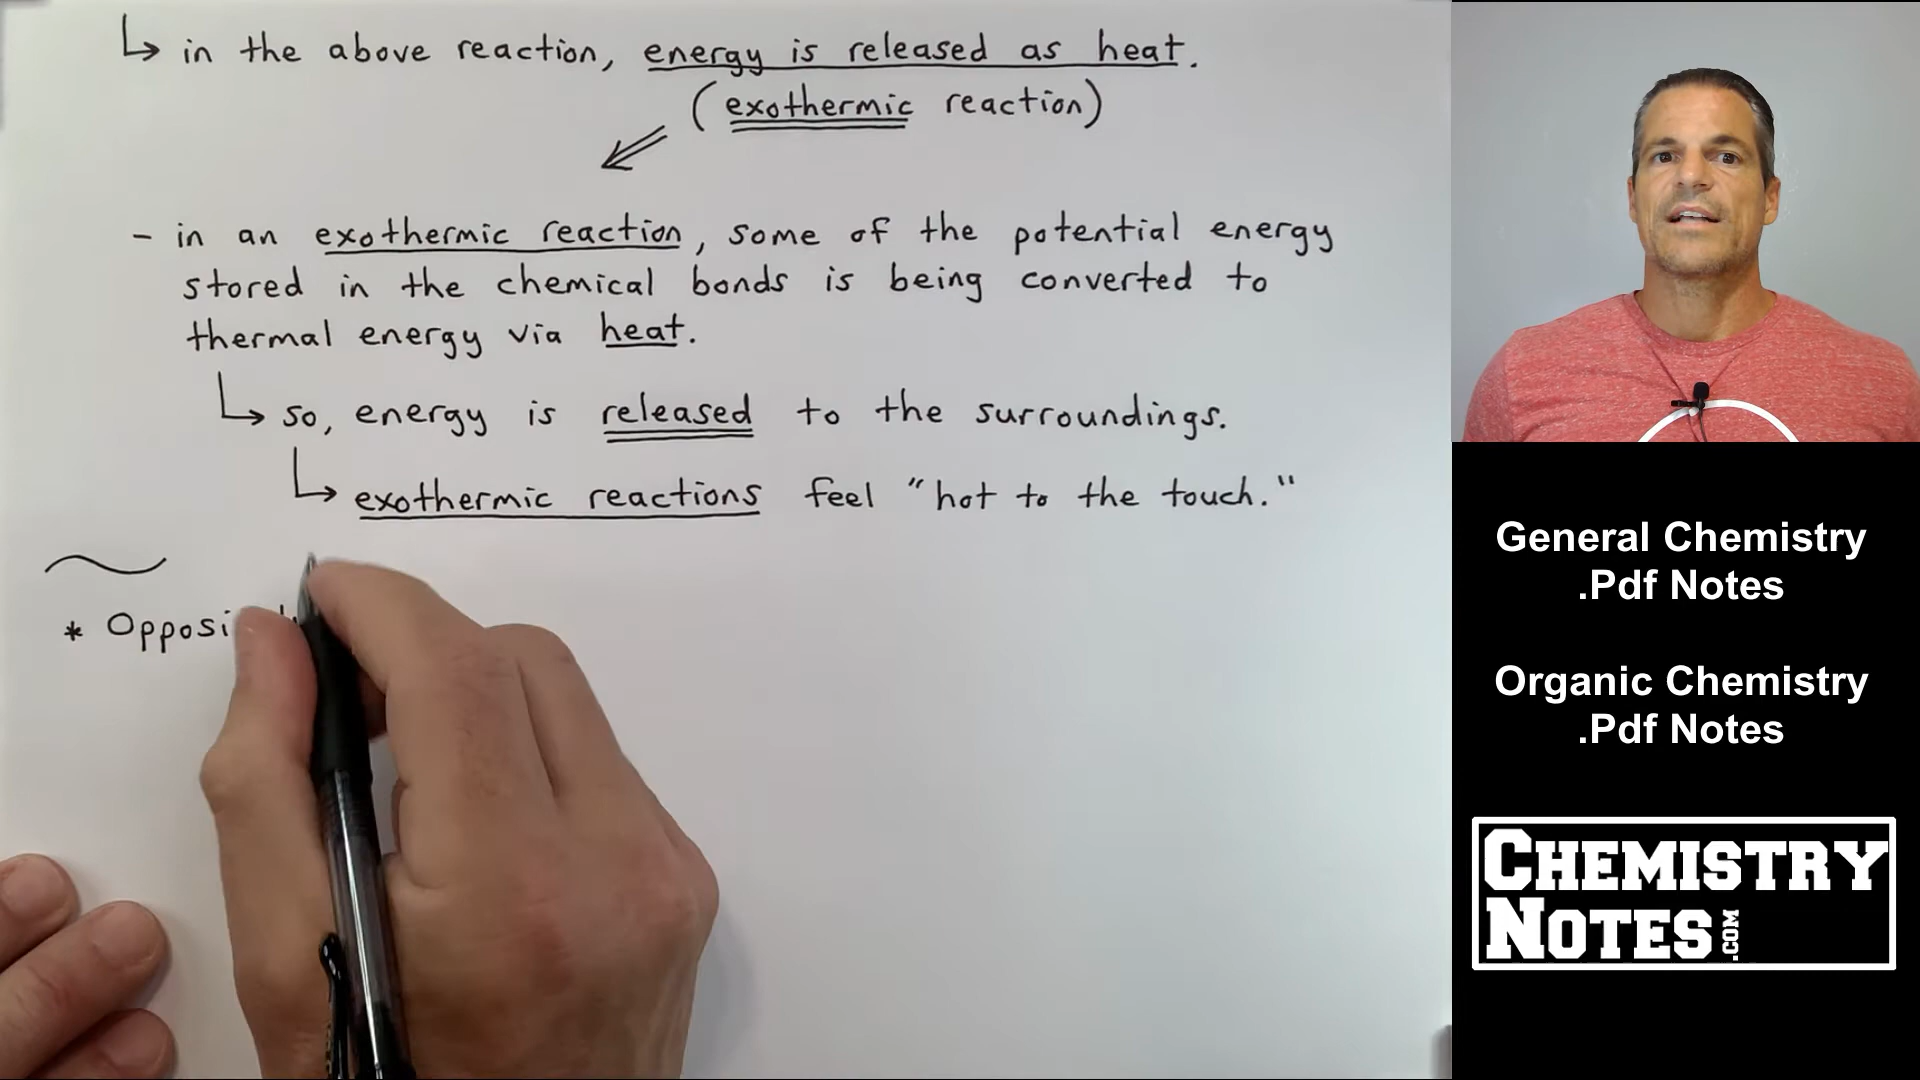 ↳ in the above reaction, energy is released as heat.
(exothermic reaction)
- in an exothermic reaction, some of the potential energy
stored in the chemical bonds is being converted to
thermal energy via heat.
↳ so, energy is released to the surroundings.
↳ exothermic reactions feel "hot to the touch."
* Opposi
General Chemistry
.Pdf Notes
Organic Chemistry
.Pdf Notes
CHEMISTRY
NOTES.COM